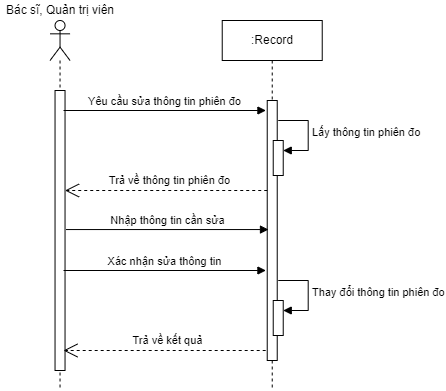 Bác sĩ, Quản trị viên
:Record
Yêu cầu sửa thông tin phiên đo
Lấy thông tin phiên đo
Trả về thông tin phiên đo
Nhập thông tin cần sửa
Xác nhận sửa thông tin
Thay đổi thông tin phiên đo
Trả về kết quả